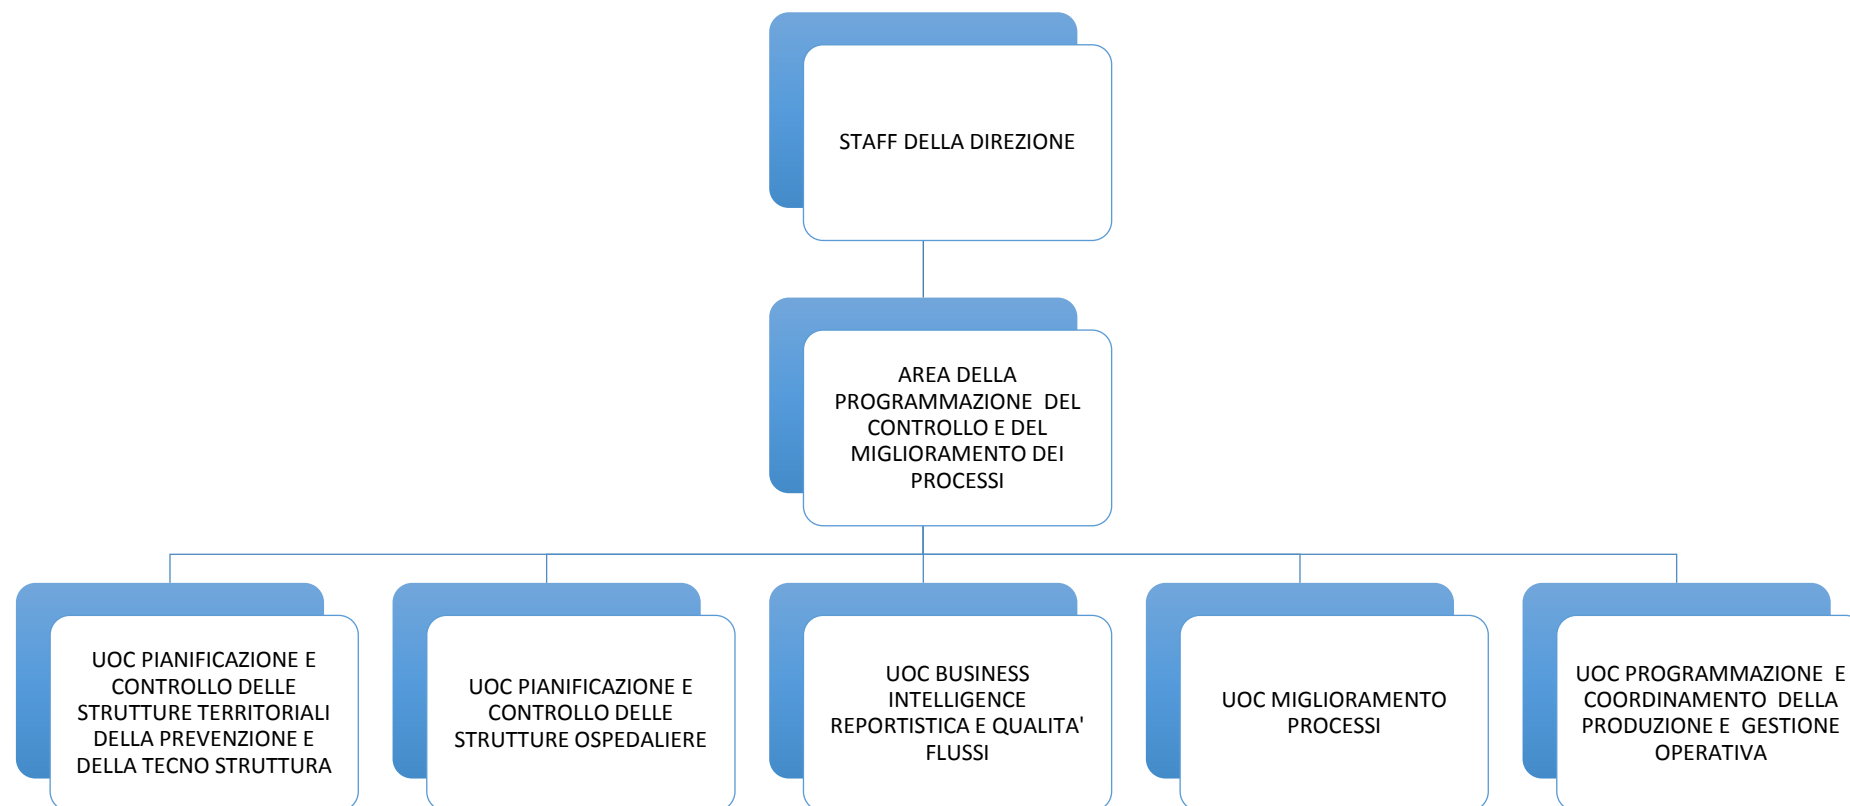 STAFF DELLA DIREZIONE
AREA DELLA
PROGRAMMAZIONE  DEL
CONTROLLO E DEL
MIGLIORAMENTO DEI
PROCESSI
UOC PIANIFICAZIONE E
CONTROLLO DELLE
STRUTTURE TERRITORIALI
DELLA PREVENZIONE E
DELLA TECNO STRUTTURA
UOC PIANIFICAZIONE E
CONTROLLO DELLE
STRUTTURE OSPEDALIERE
UOC BUSINESS
INTELLIGENCE
REPORTISTICA E QUALITA' 
FLUSSI
UOC MIGLIORAMENTO
PROCESSI
UOC PROGRAMMAZIONE  E
COORDINAMENTO  DELLA
PRODUZIONE E  GESTIONE
OPERATIVA